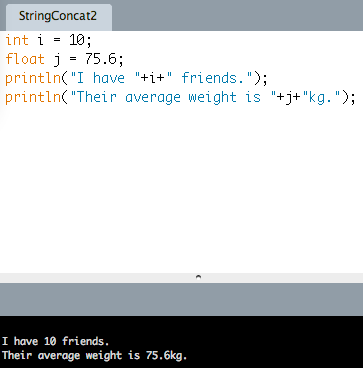 StringConcat2
int i = 10;
float j = 75.6;
println("I have "+i+" friends.");
println("Their average weight is "+j+"kg.");
I have 10 friends.
Their average weight is 75.6kg.